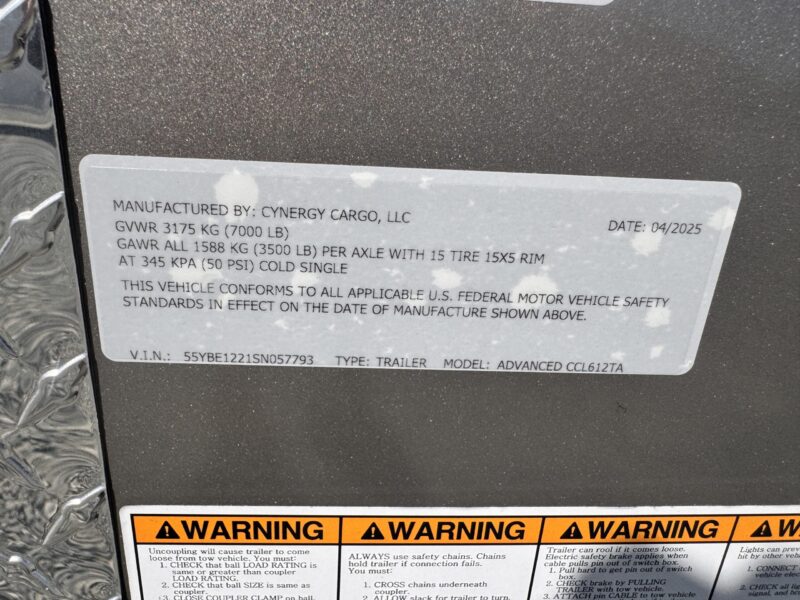 MANUFACTURED BY: CYNERGY CARGO, LLC
DATE: 04/2025
GVWR 3175 KG (7000 LB)
GAWR ALL 1588 KG (3500 LB) PER AXLE WITH 15 TIRE 15X5 RIM
AT 345 KPA (50 PSI) COLD SINGLE
THIS VEHICLE CONFORMS TO ALL APPLICABLE U.S. FEDERAL MOTOR VEHICLE SAFETY
STANDARDS IN EFFECT ON THE DATE OF MANUFACTURE SHOWN ABOVE.
V.I.N.: 55YBE1221SN057793 TYPE: TRAILER MODEL: ADVANCED CCL612TA
WARNING
Uncoupling will cause trailer to come
loose from tow vehicle. You must:
1. CHECK that ball LOAD RATING is
same or greater than coupler
LOAD RATING.
2. CHECK that ball SIZE is same as
coupler.
3. CLOSE COUPLER CLAMP on ball.
WARNING
ALWAYS use safety chains. Chains
hold trailer if connection fails.
You must:
1. CROSS chains underneath
coupler.
2. ALLOW slack for trailer to turn.
WARNING
Trailer can rool if it comes loose.
Electric safety brake applies when
cable pulls pin out of switch box.
1. Pull hard to get pin out of switch
box.
2. CHECK brake by PULLING
TRAILER with tow vehicle.
3. ATTACH pin CABLE to tow vehicle
Lights can prev
hit by other vehic
1. CONNECT
2. CHECK all lig
signal, and